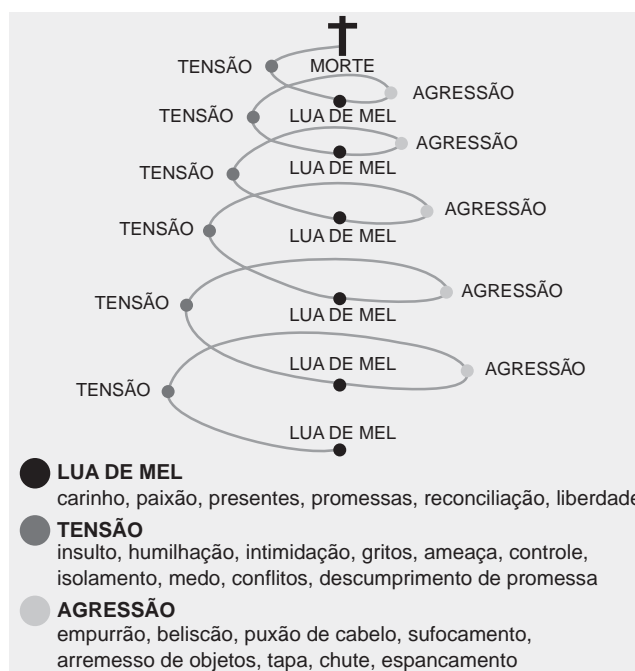 TENSÃO
MORTE
AGRESSÃO
TENSÃO
LUA DE MEL
AGRESSÃO
TENSÃO
LUA DE MEL
AGRESSÃO
TENSÃO
LUA DE MEL
AGRESSÃO
TENSÃO
LUA DE MEL
AGRESSÃO
TENSÃO
LUA DE MEL
LUA DE MEL
LUA DE MEL
carinho, paixão, presentes, promessas, reconciliação, liberdade
TENSÃO
insulto, humilhação, intimidação, gritos, ameaça, controle,
isolamento, medo, conflitos, descumprimento de promessa
AGRESSÃO
empurrão, beliscão, puxão de cabelo, sufocamento,
arremesso de objetos, tapa, chute, espancamento